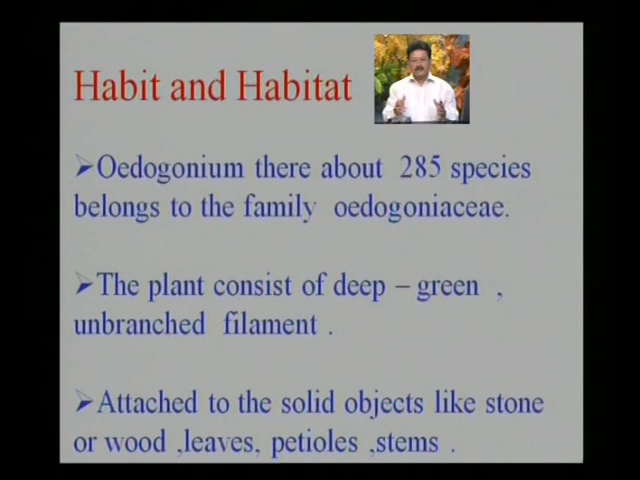 Habit and Habitat
➢Oedogonium there about 285 species
belongs to the family oedogoniaceae.
➢The plant consist of deep – green ,
unbranched filament .
➢Attached to the solid objects like stone
or wood ,leaves, petioles ,stems .